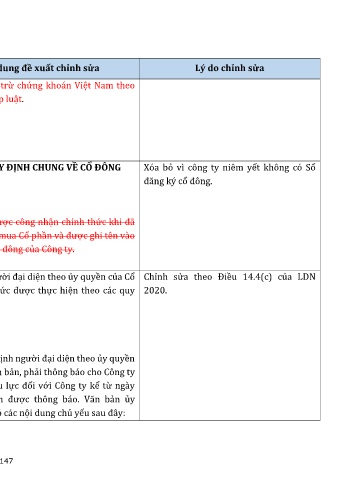 dung đề xuất chỉnh sửa
Lý do chỉnh sửa
trừ chứng khoán Việt Nam theo
luật.
Y ĐỊNH CHUNG VỀ CỔ ĐÔNG
Xóa bỏ vì công ty niêm yết không có Sổ
đăng ký cổ đông.
ược công nhận chính thức khi đã
mua Cổ phần và được ghi tên vào
đông của Công ty.
ười đại diện theo ủy quyền của Cổ
ức được thực hiện theo các quy
Chỉnh sửa theo Điều 14.4(c) của LDN
2020.
ịnh người đại diện theo ủy quyền
bản, phải thông báo cho Công ty
lực đối với Công ty kể từ ngày
được thông báo. Văn bản ủy
các nội dung chủ yếu sau đây:
147